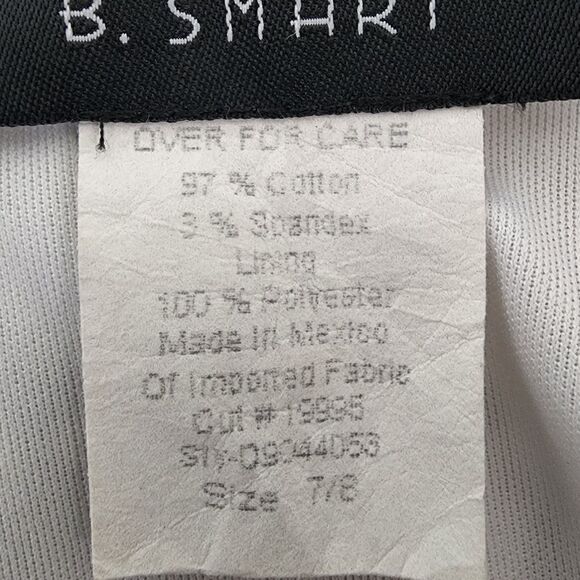 B. SMART
OVER FOR CARE
97 % Cotton
3 % Spandex
Lining
100 % Polyester
Made In Mexico
Of Imported Fabric
Cut #
Size 7/8